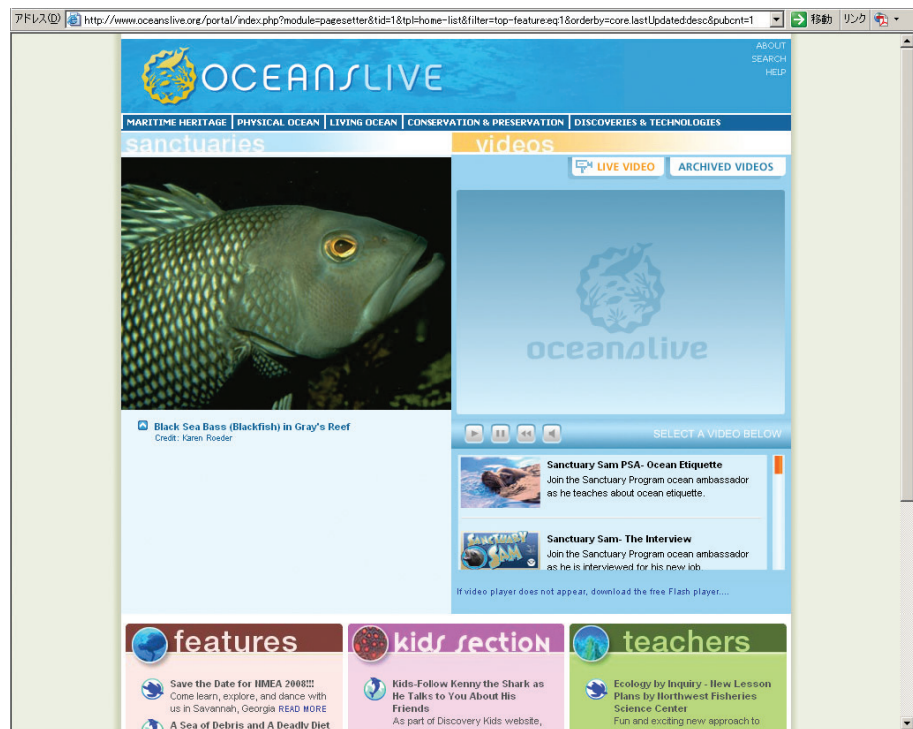 アドレス(D) http://www.oceanslive.org/portal/index.php?module=pagesetter&tid=1&tpl=home-list&filter=top-feature:eq:1&orderby=core.lastUpdated:desc&pubcnt=1 移動 リンク
ABOUT
SEARCH
HELP
OCEANSLIVE
MARITIME HERITAGE | PHYSICAL OCEAN | LIVING OCEAN | CONSERVATION & PRESERVATION | DISCOVERIES & TECHNOLOGIES
sanctuaries
videos
LIVE VIDEO
ARCHIVED VIDEOS
oceanslive
Black Sea Bass (Blackfish) in Gray's Reef
Credit: Karen Roeder
SELECT A VIDEO BELOW
Sanctuary Sam PSA- Ocean Etiquette
Join the Sanctuary Program ocean ambassador
as he teaches about ocean etiquette.
SANCTUARY
SAM
Sanctuary Sam- The Interview
Join the Sanctuary Program ocean ambassador
as he is interviewed for his new job.
If video player does not appear, download the free Flash player....
features
Save the Date for NMEA 2008!!!
Come learn, explore, and dance with
us in Savannah, Georgia READ MORE
A Sea of Debris and A Deadly Diet
kids section
Kids-Follow Kenny the Shark as
He Talks to You About His
Friends
As part of Discovery Kids website,
teachers
Ecology by Inquiry - New Lesson
Plans by Northwest Fisheries
Science Center
Fun and exciting new approach to